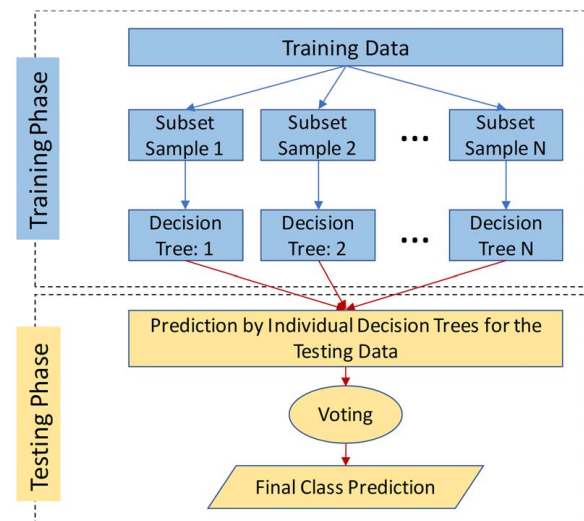 Training Phase
Training Data
Subset
Sample 1
Subset
Sample 2
...
Subset
Sample N
Decision
Tree: 1
Decision
Tree: 2
...
Decision
Tree N
Testing Phase
Prediction by Individual Decision Trees for the
Testing Data
Voting
Final Class Prediction